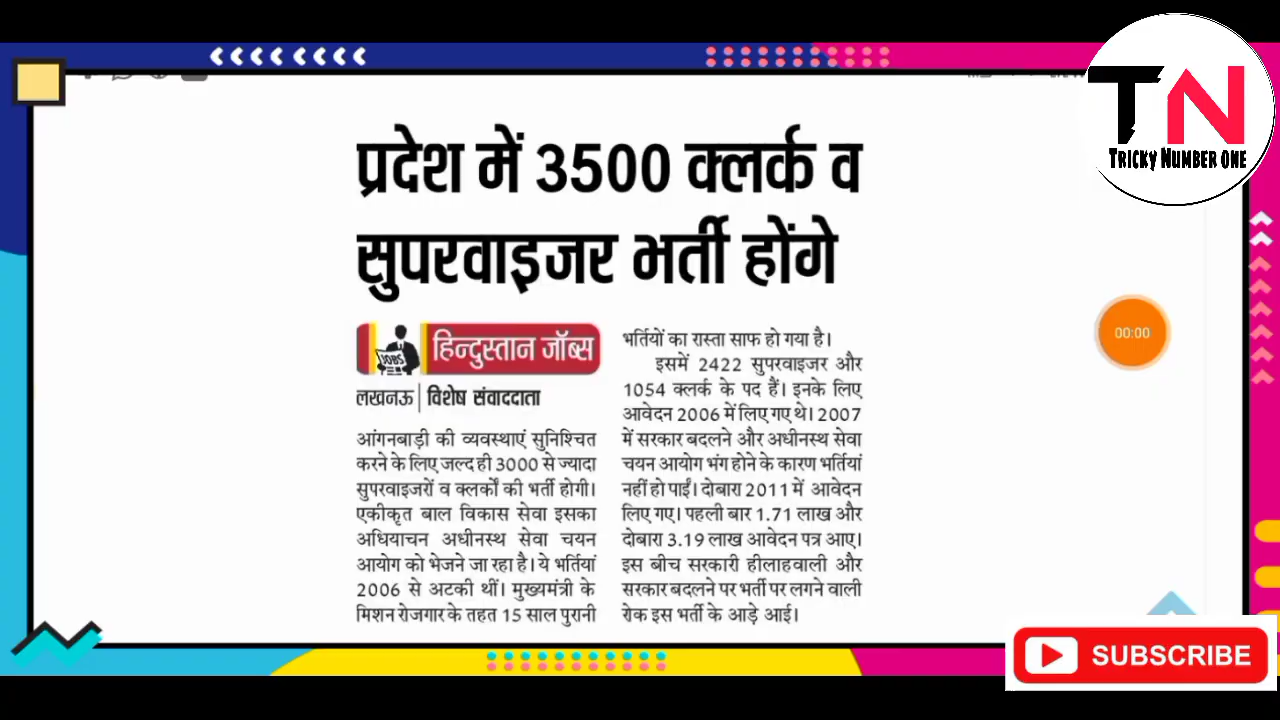 TN
TRICKY NUMBER ONE
प्रदेश में 3500 क्लर्क व
सुपरवाइजर भर्ती होंगे
JOBS
हिन्दुस्तान जॉब्स
लखनऊ | विशेष संवाददाता
आंगनबाड़ी की व्यवस्थाएं सुनिश्चित
करने के लिए जल्द ही 3000 से ज्यादा
सुपरवाइजरों व क्लर्कों की भर्ती होगी।
एकीकृत बाल विकास सेवा इसका
अधियाचन अधीनस्थ सेवा चयन
आयोग को भेजने जा रहा है। ये भर्तियां
2006 से अटकी थीं। मुख्यमंत्री के
मिशन रोजगार के तहत 15 साल पुरानी
भर्तियों का रास्ता साफ हो गया है।
इसमें 2422 सुपरवाइजर और
1054 क्लर्क के पद हैं। इनके लिए
आवेदन 2006 में लिए गए थे। 2007
में सरकार बदलने और अधीनस्थ सेवा
चयन आयोग भंग होने के कारण भर्तियां
नहीं हो पाईं। दोबारा 2011 में आवेदन
लिए गए। पहली बार 1.71 लाख और
दोबारा 3.19 लाख आवेदन पत्र आए।
इस बीच सरकारी हीलाहवाली और
सरकार बदलने पर भर्ती पर लगने वाली
रोक इस भर्ती के आड़े आई।
00:00
SUBSCRIBE